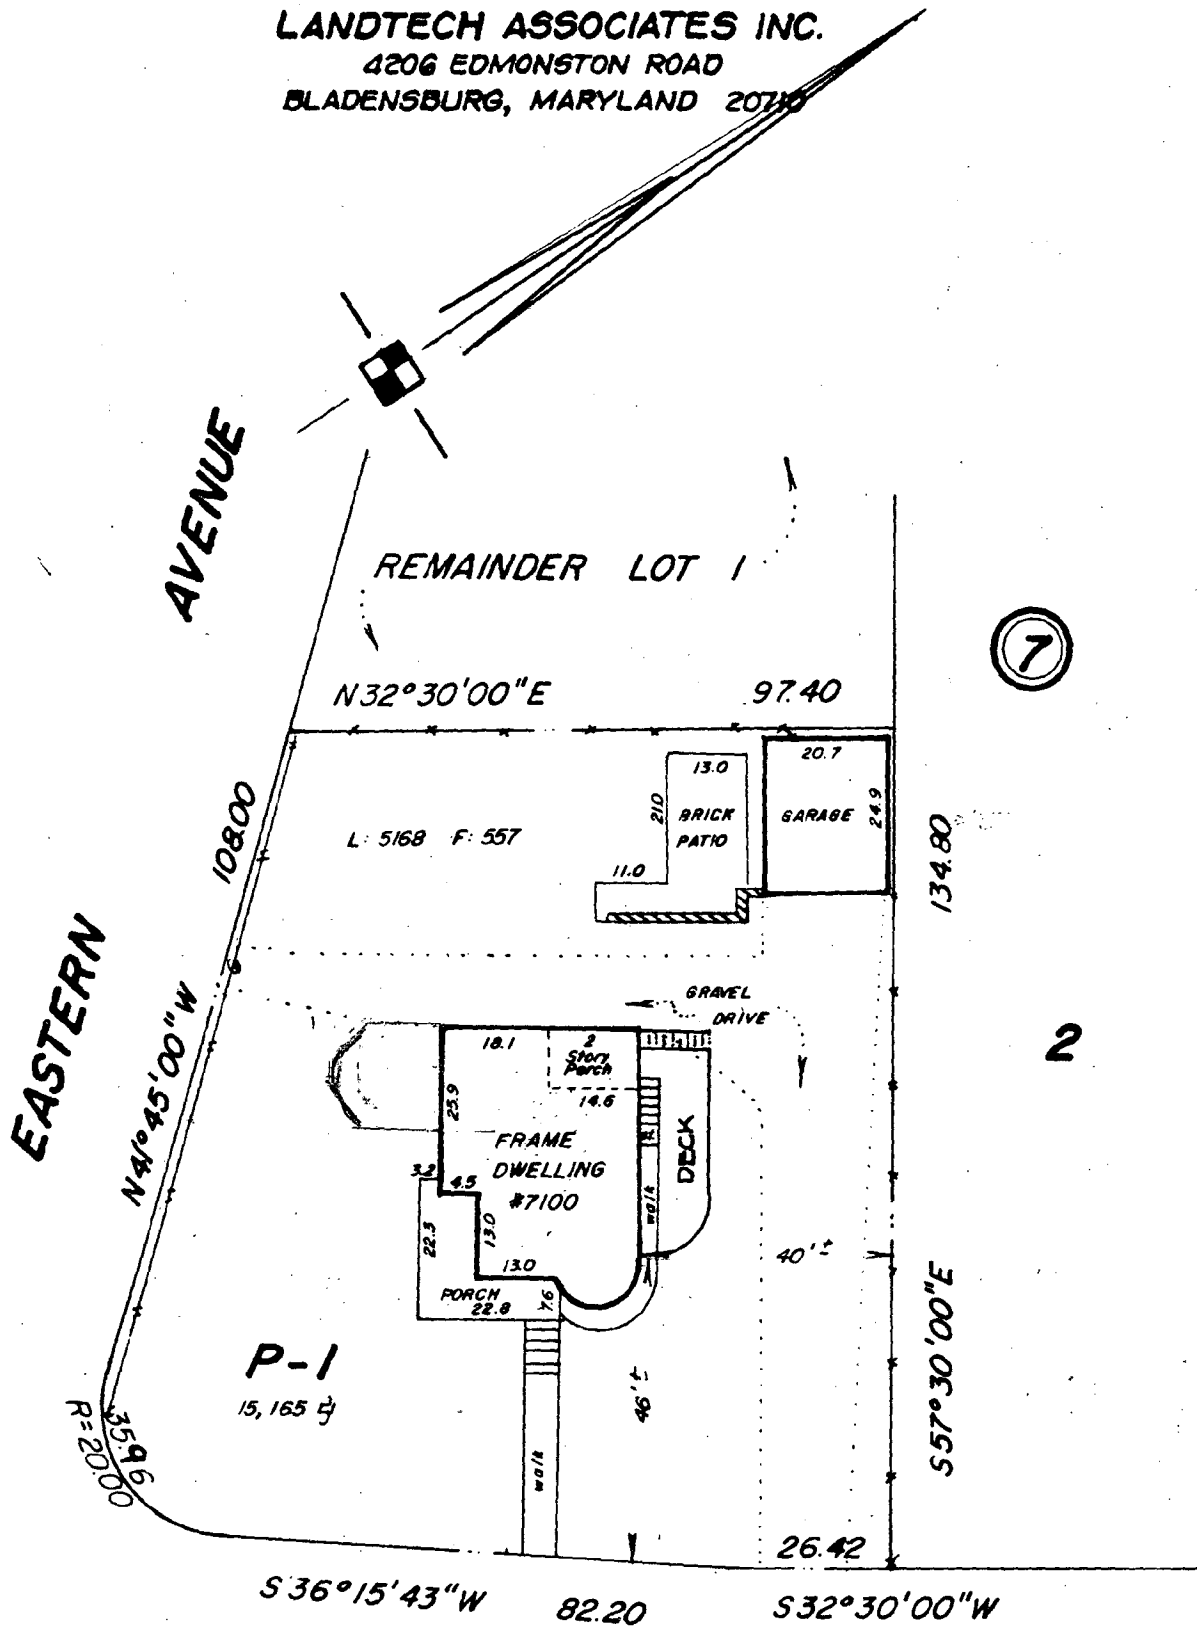 LANDTECH ASSOCIATES INC.
4206 EDMONSTON ROAD
BLADENSBURG, MARYLAND 20710
AVENUE
REMAINDER LOT 1
7
N32°30'00"E
97.40
20.7
13.0
21.0
BRICK
PATIO
GARAGE
24.9
108.00
L: 5168 F: 557
11.0
134.80
EASTERN
N41°45'00"W
GRAVEL
DRIVE
2
18.1
2
Story
Porch
14.6
25.9
FRAME
DWELLING
#7100
DECK
3.2
4.5
walk
22.3
13.0
13.0
40'±
PORCH
22.8
7.6
S57°30'00"E
P-1
15,165
46'±
35.96
R=20.00
walk
26.42
S36°15'43"W
82.20
S32°30'00"W